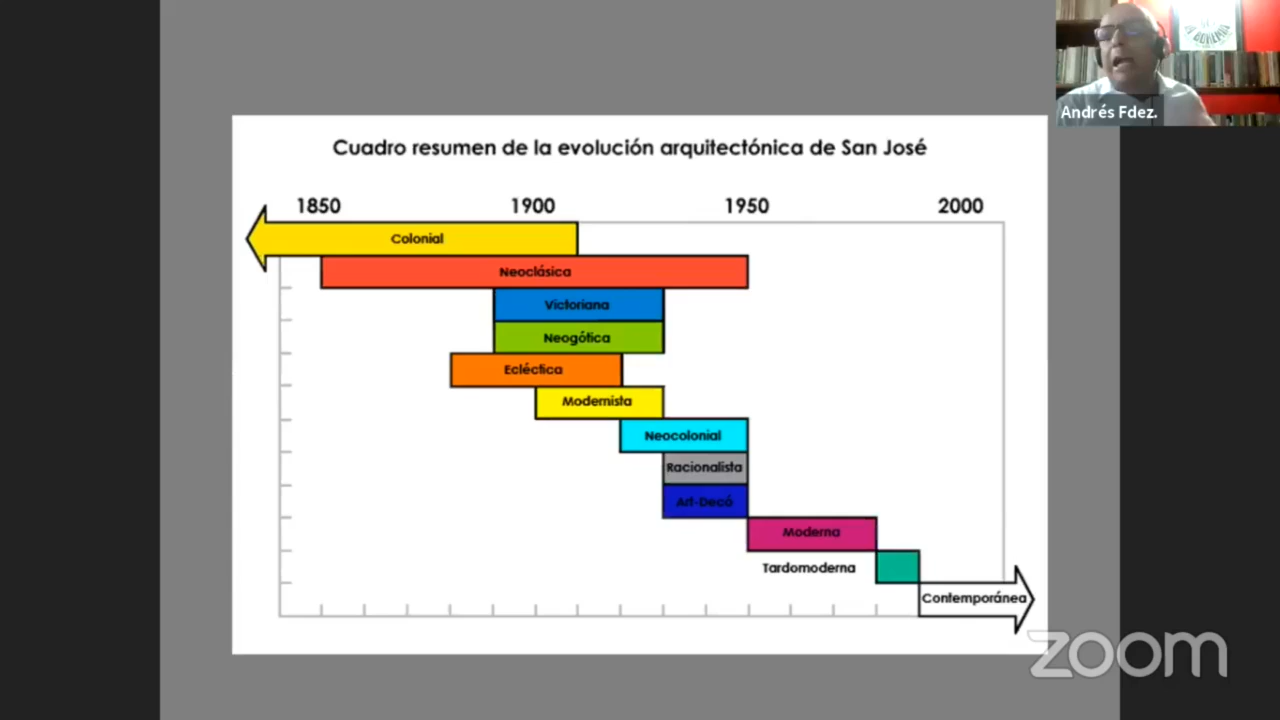 Andrés Fdez.
Cuadro resumen de la evolución arquitectónica de San José
1850 1900 1950 2000
Colonial
Neoclásica
Victoriana
Neogótica
Ecléctica
Modernista
Neocolonial
Racionalista
Art-Decó
Moderna
Tardomoderna
Contemporánea
zoom